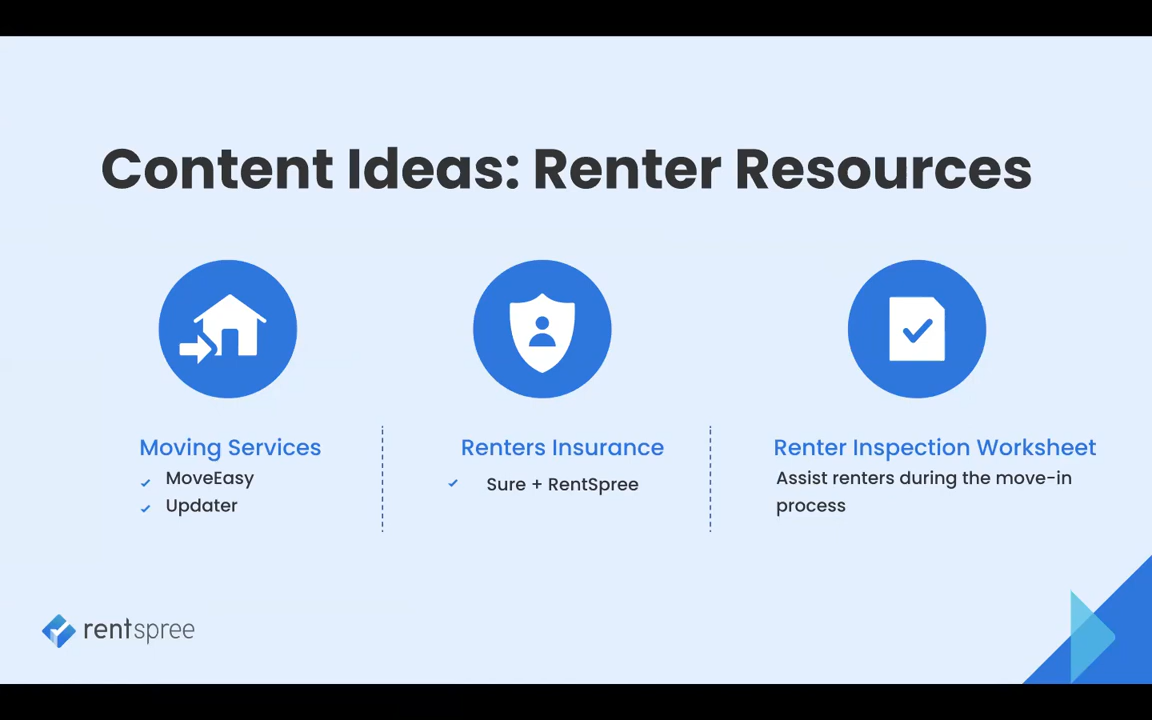 Content Ideas: Renter Resources
Moving Services
MoveEasy
Updater
Renters Insurance
Sure + RentSpree
Renter Inspection Worksheet
Assist renters during the move-in
process
rentspree